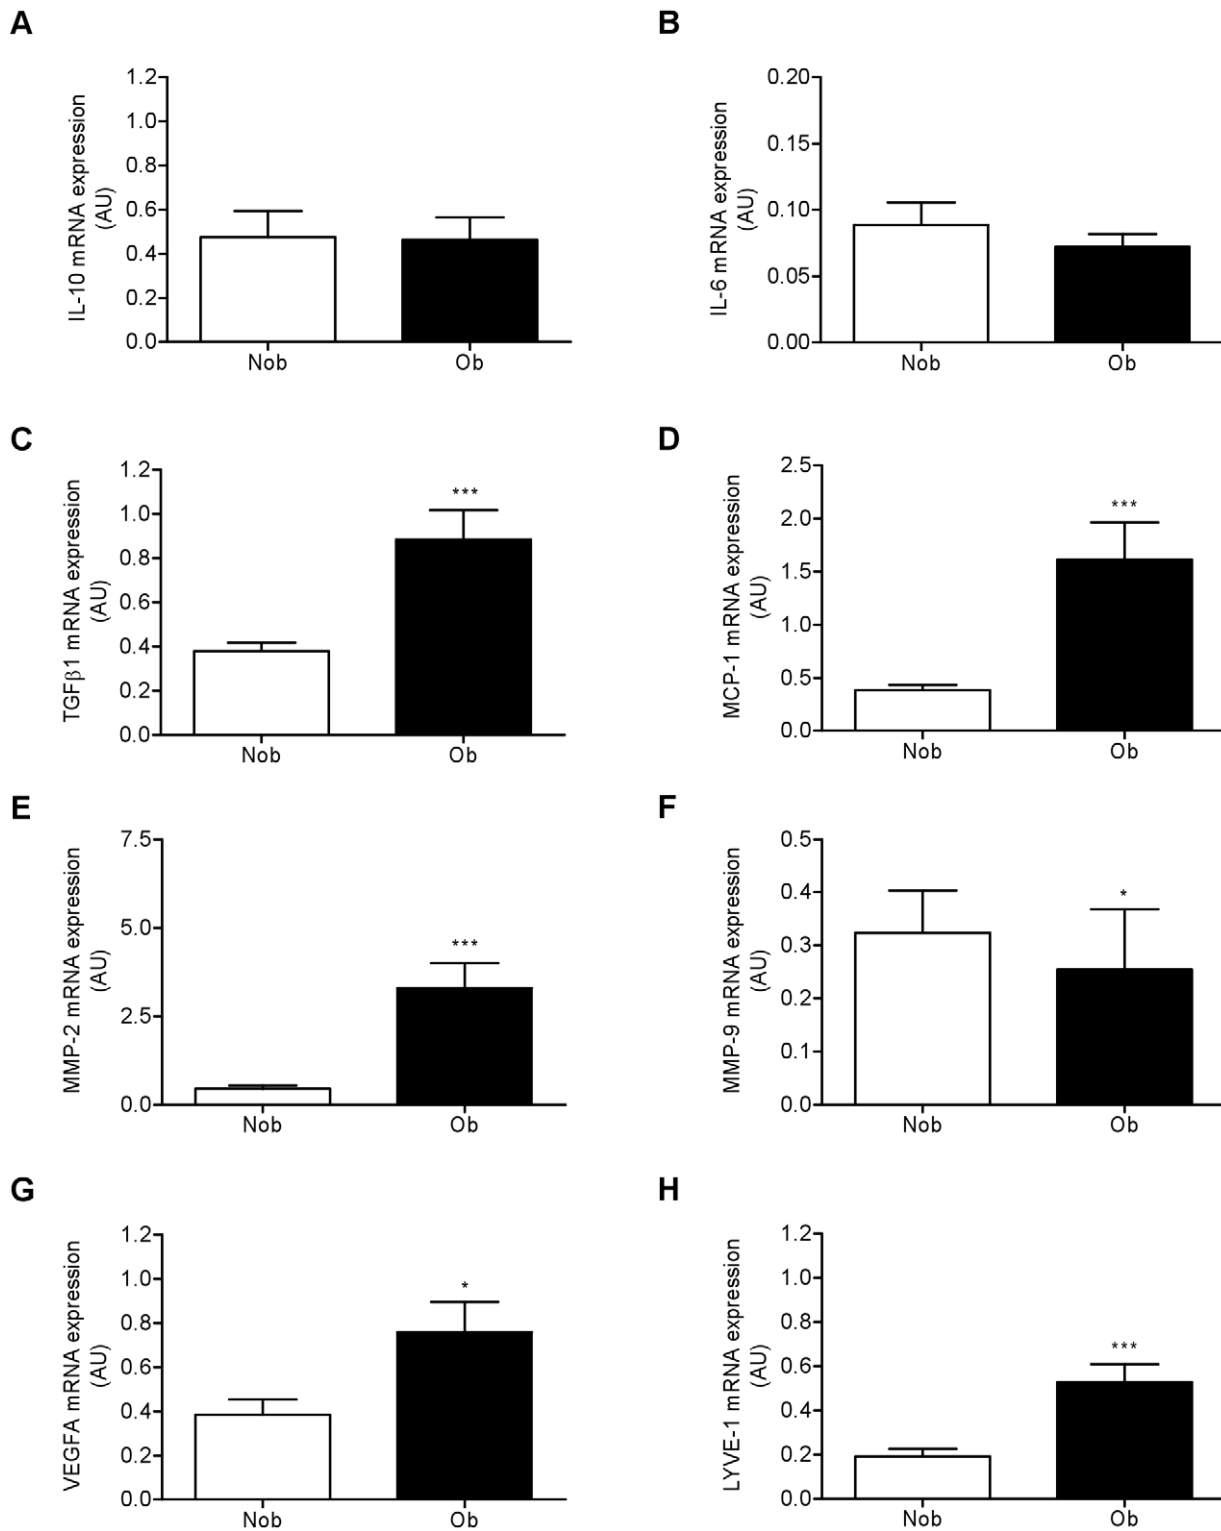 A
IL-10 mRNA expression
(AU)
1.2
1.0
0.8
0.6
0.4
0.2
0.0
Nob Ob
B
IL-6 mRNA expression
(AU)
0.20
0.15
0.10
0.05
0.00
Nob Ob
C
TGFβ1 mRNA expression
(AU)
1.2
1.0
0.8
0.6
0.4
0.2
0.0
***
Nob Ob
D
MCP-1 mRNA expression
(AU)
2.5
2.0
1.5
1.0
0.5
0.0
***
Nob Ob
E
MMP-2 mRNA expression
(AU)
7.5
5.0
2.5
0.0
***
Nob Ob
F
MMP-9 mRNA expression
(AU)
0.5
0.4
0.3
0.2
0.1
0.0
*
Nob Ob
G
VEGFA mRNA expression
(AU)
1.2
1.0
0.8
0.6
0.4
0.2
0.0
*
Nob Ob
H
LYVE-1 mRNA expression
(AU)
1.2
1.0
0.8
0.6
0.4
0.2
0.0
***
Nob Ob